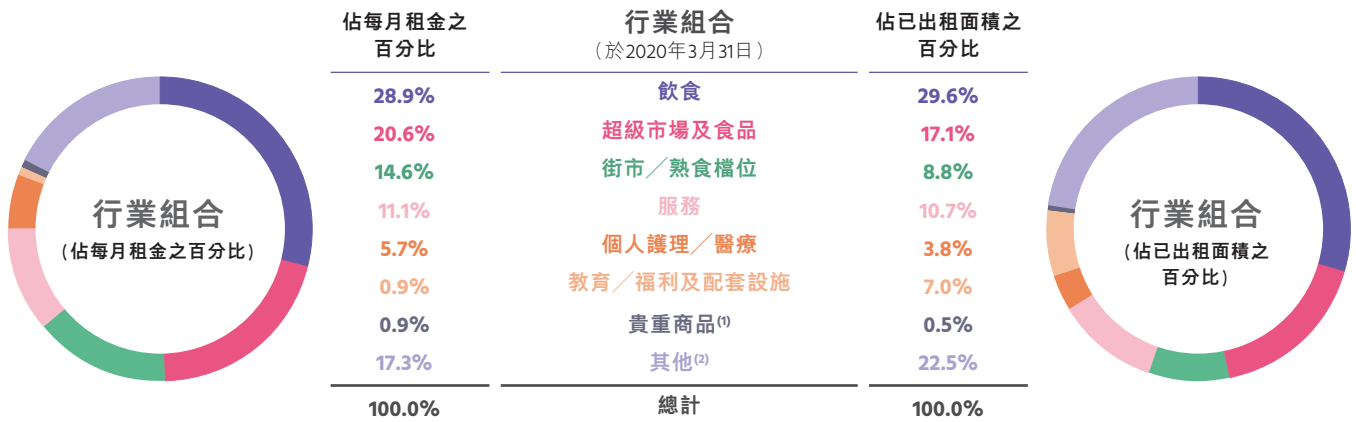 佔每月租金之
百分比
行業組合
（於2020年3月31日）
佔已出租面積之
百分比
28.9%
飲食
29.6%
20.6%
超級市場及食品
17.1%
14.6%
街市／熟食檔位
8.8%
11.1%
服務
10.7%
5.7%
個人護理／醫療
3.8%
0.9%
教育／福利及配套設施
7.0%
0.9%
貴重商品(1)
0.5%
17.3%
其他(2)
22.5%
100.0%
總計
100.0%
行業組合
(佔每月租金之百分比)
行業組合
(佔已出租面積之
百分比)